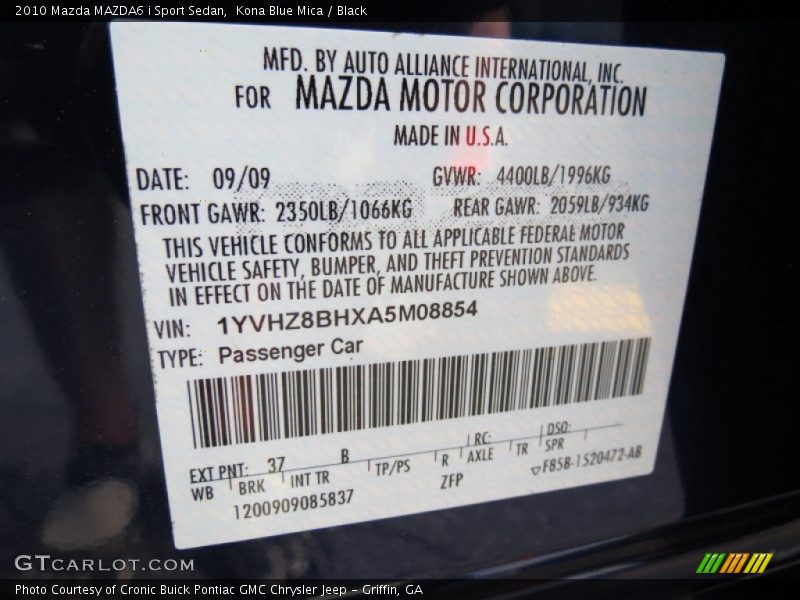 2010 Mazda MAZDA6 i Sport Sedan,  Kona Blue Mica / Black
MFD. BY AUTO ALLIANCE INTERNATIONAL, INC.
FOR MAZDA MOTOR CORPORATION
MADE IN U.S.A.
DATE: 09/09 GVWR: 4400LB/1996KG
FRONT GAWR: 2350LB/1066KG REAR GAWR: 2059LB/934KG
THIS VEHICLE CONFORMS TO ALL APPLICABLE FEDERAL MOTOR
VEHICLE SAFETY, BUMPER, AND THEFT PREVENTION STANDARDS
IN EFFECT ON THE DATE OF MANUFACTURE SHOWN ABOVE.
VIN: 1YVHZ8BHXA5M08854
TYPE: Passenger Car
EXT PNT: 37 B RC: DSO:
WB BRK INT TR TP/PS R AXLE TR SPR
1200909085837 ZFP F85B-1520472-AB
GTCARLOT.COM
Photo Courtesy of Cronic Buick Pontiac GMC Chrysler Jeep – Griffin, GA